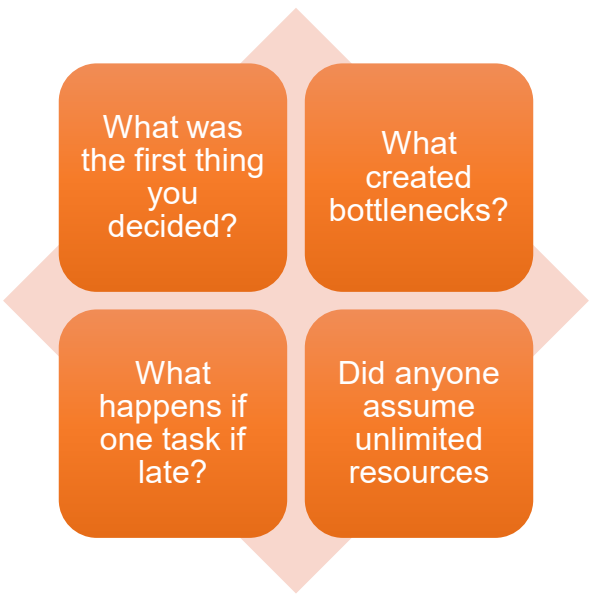 What was
the first thing
you
decided?
What
created
bottlenecks?
What
happens if
one task if
late?
Did anyone
assume
unlimited
resources